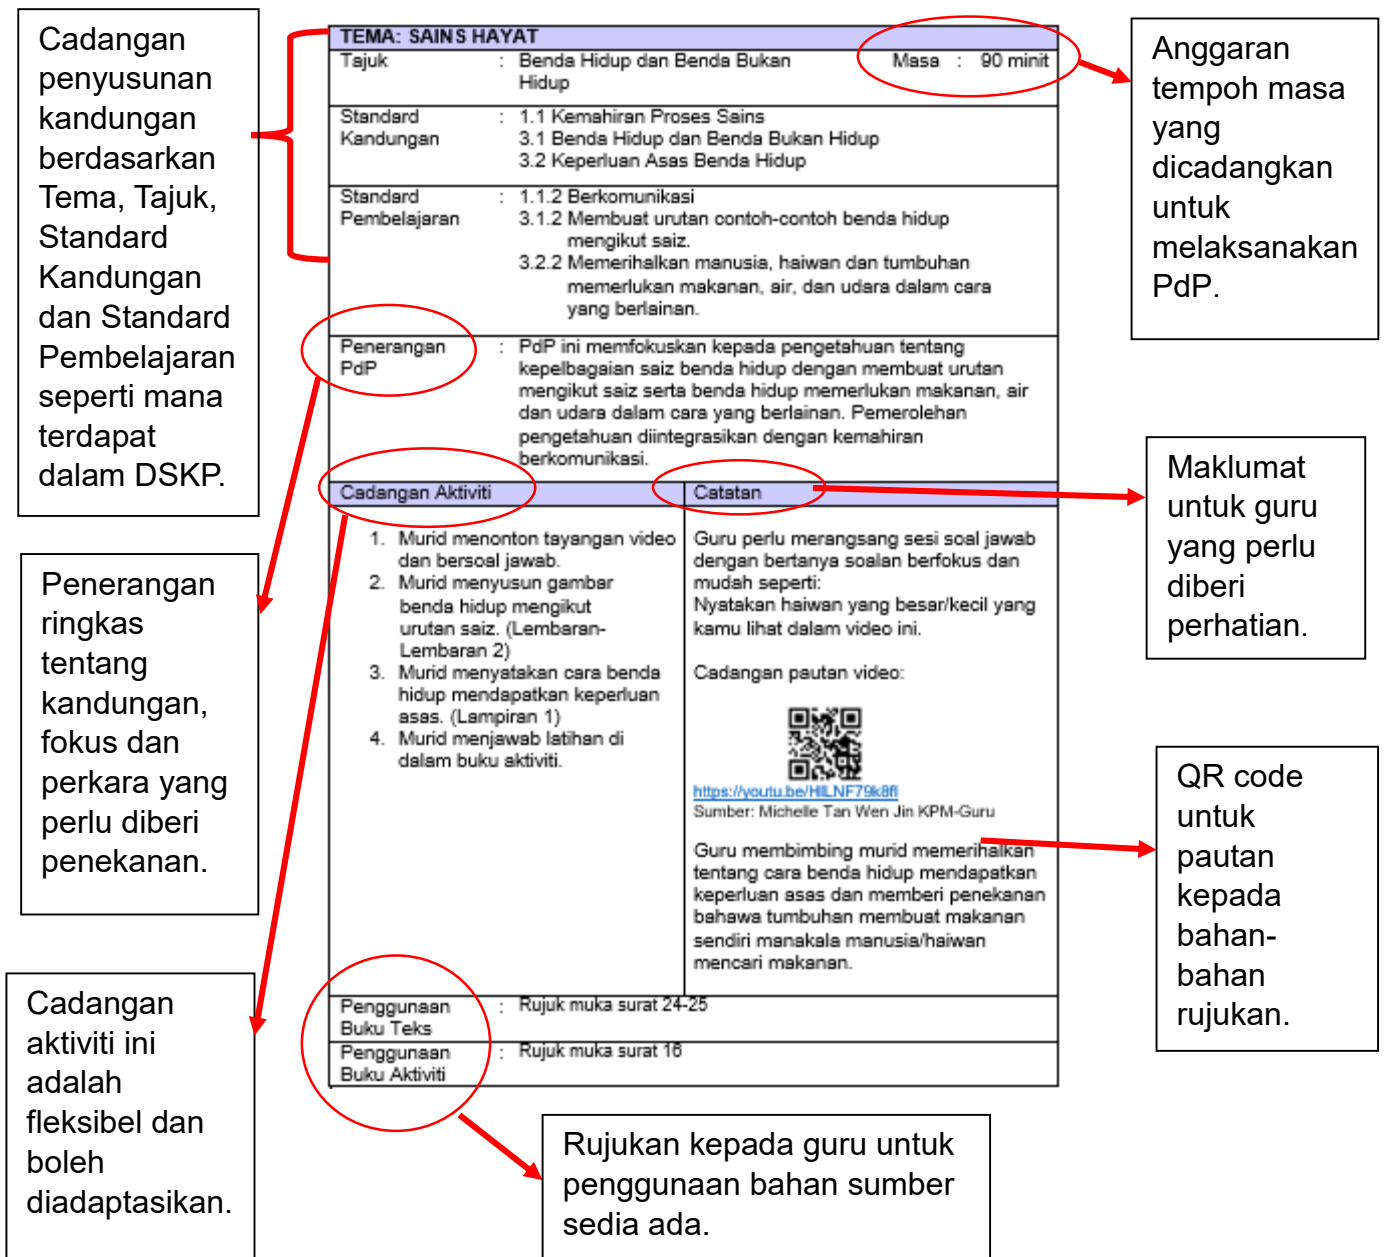 Cadangan
penyusunan
kandungan
berdasarkan
Tema, Tajuk,
Standard
Kandungan
dan Standard
Pembelajaran
seperti mana
terdapat
dalam DSKP.
TEMA: SAINS HAYAT
Tajuk : Benda Hidup dan Benda Bukan Masa : 90 minit
Hidup
Standard : 1.1 Kemahiran Proses Sains
Kandungan 3.1 Benda Hidup dan Benda Bukan Hidup
3.2 Keperluan Asas Benda Hidup
Standard : 1.1.2 Berkomunikasi
Pembelajaran 3.1.2 Membuat urutan contoh-contoh benda hidup
mengikut saiz.
3.2.2 Memerihalkan manusia, haiwan dan tumbuhan
memerlukan makanan, air, dan udara dalam cara
yang berlainan.
Penerangan : PdP ini memfokuskan kepada pengetahuan tentang
PdP kepelbagaian saiz benda hidup dengan membuat urutan
mengikut saiz serta benda hidup memerlukan makanan, air
dan udara dalam cara yang berlainan. Pemerolehan
pengetahuan diintegrasikan dengan kemahiran
berkomunikasi.
Cadangan Aktiviti
1. Murid menonton tayangan video
dan bersoal jawab.
2. Murid menyusun gambar
benda hidup mengikut
urutan saiz. (Lembaran-
Lembaran 2)
3. Murid menyatakan cara benda
hidup mendapatkan keperluan
asas. (Lampiran 1)
4. Murid menjawab latihan di
dalam buku aktiviti.
Catatan
Guru perlu merangsang sesi soal jawab
dengan bertanya soalan berfokus dan
mudah seperti:
Nyatakan haiwan yang besar/kecil yang
kamu lihat dalam video ini.
Cadangan pautan video:
https://youtu.be/HlLNF79k8fI
Sumber: Michelle Tan Wen Jin KPM-Guru
Guru membimbing murid memerihalkan
tentang cara benda hidup mendapatkan
keperluan asas dan memberi penekanan
bahawa tumbuhan membuat makanan
sendiri manakala manusia/haiwan
mencari makanan.
Penggunaan : Rujuk muka surat 24-25
Buku Teks
Penggunaan : Rujuk muka surat 16
Buku Aktiviti
Anggaran
tempoh masa
yang
dicadangkan
untuk
melaksanakan
PdP.
Maklumat
untuk guru
yang perlu
diberi
perhatian.
QR code
untuk
pautan
kepada
bahan-
bahan
rujukan.
Penerangan
ringkas
tentang
kandungan,
fokus dan
perkara yang
perlu diberi
penekanan.
Cadangan
aktiviti ini
adalah
fleksibel dan
boleh
diadaptasikan.
Rujukan kepada guru untuk
penggunaan bahan sumber
sedia ada.